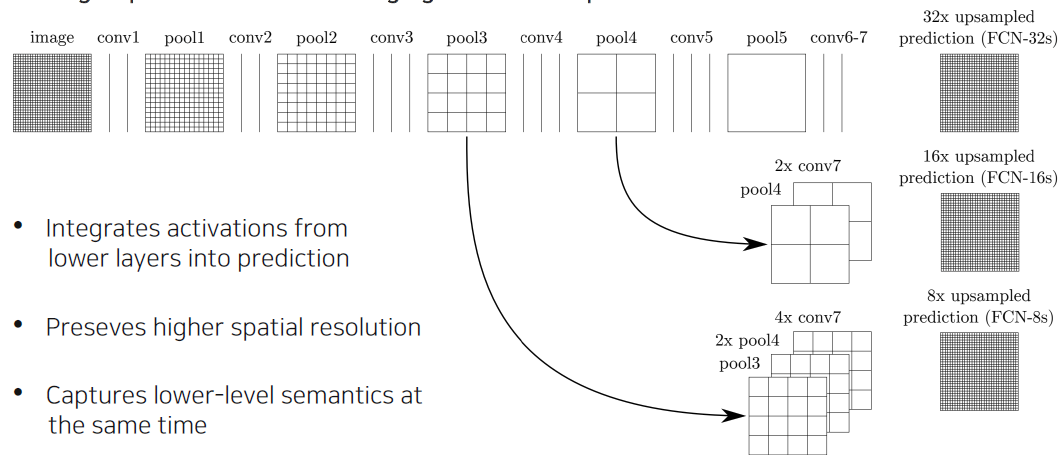 32x upsampled
image conv1 pool1 conv2 pool2 conv3 pool3 conv4 pool4 conv5 pool5 conv6-7 prediction (FCN-32s)
16x upsampled
2x conv7 prediction (FCN-16s)
pool4
• Integrates activations from
lower layers into prediction
8x upsampled
4x conv7 prediction (FCN-8s)
• Preseves higher spatial resolution
2x pool4
pool3
• Captures lower-level semantics at
the same time